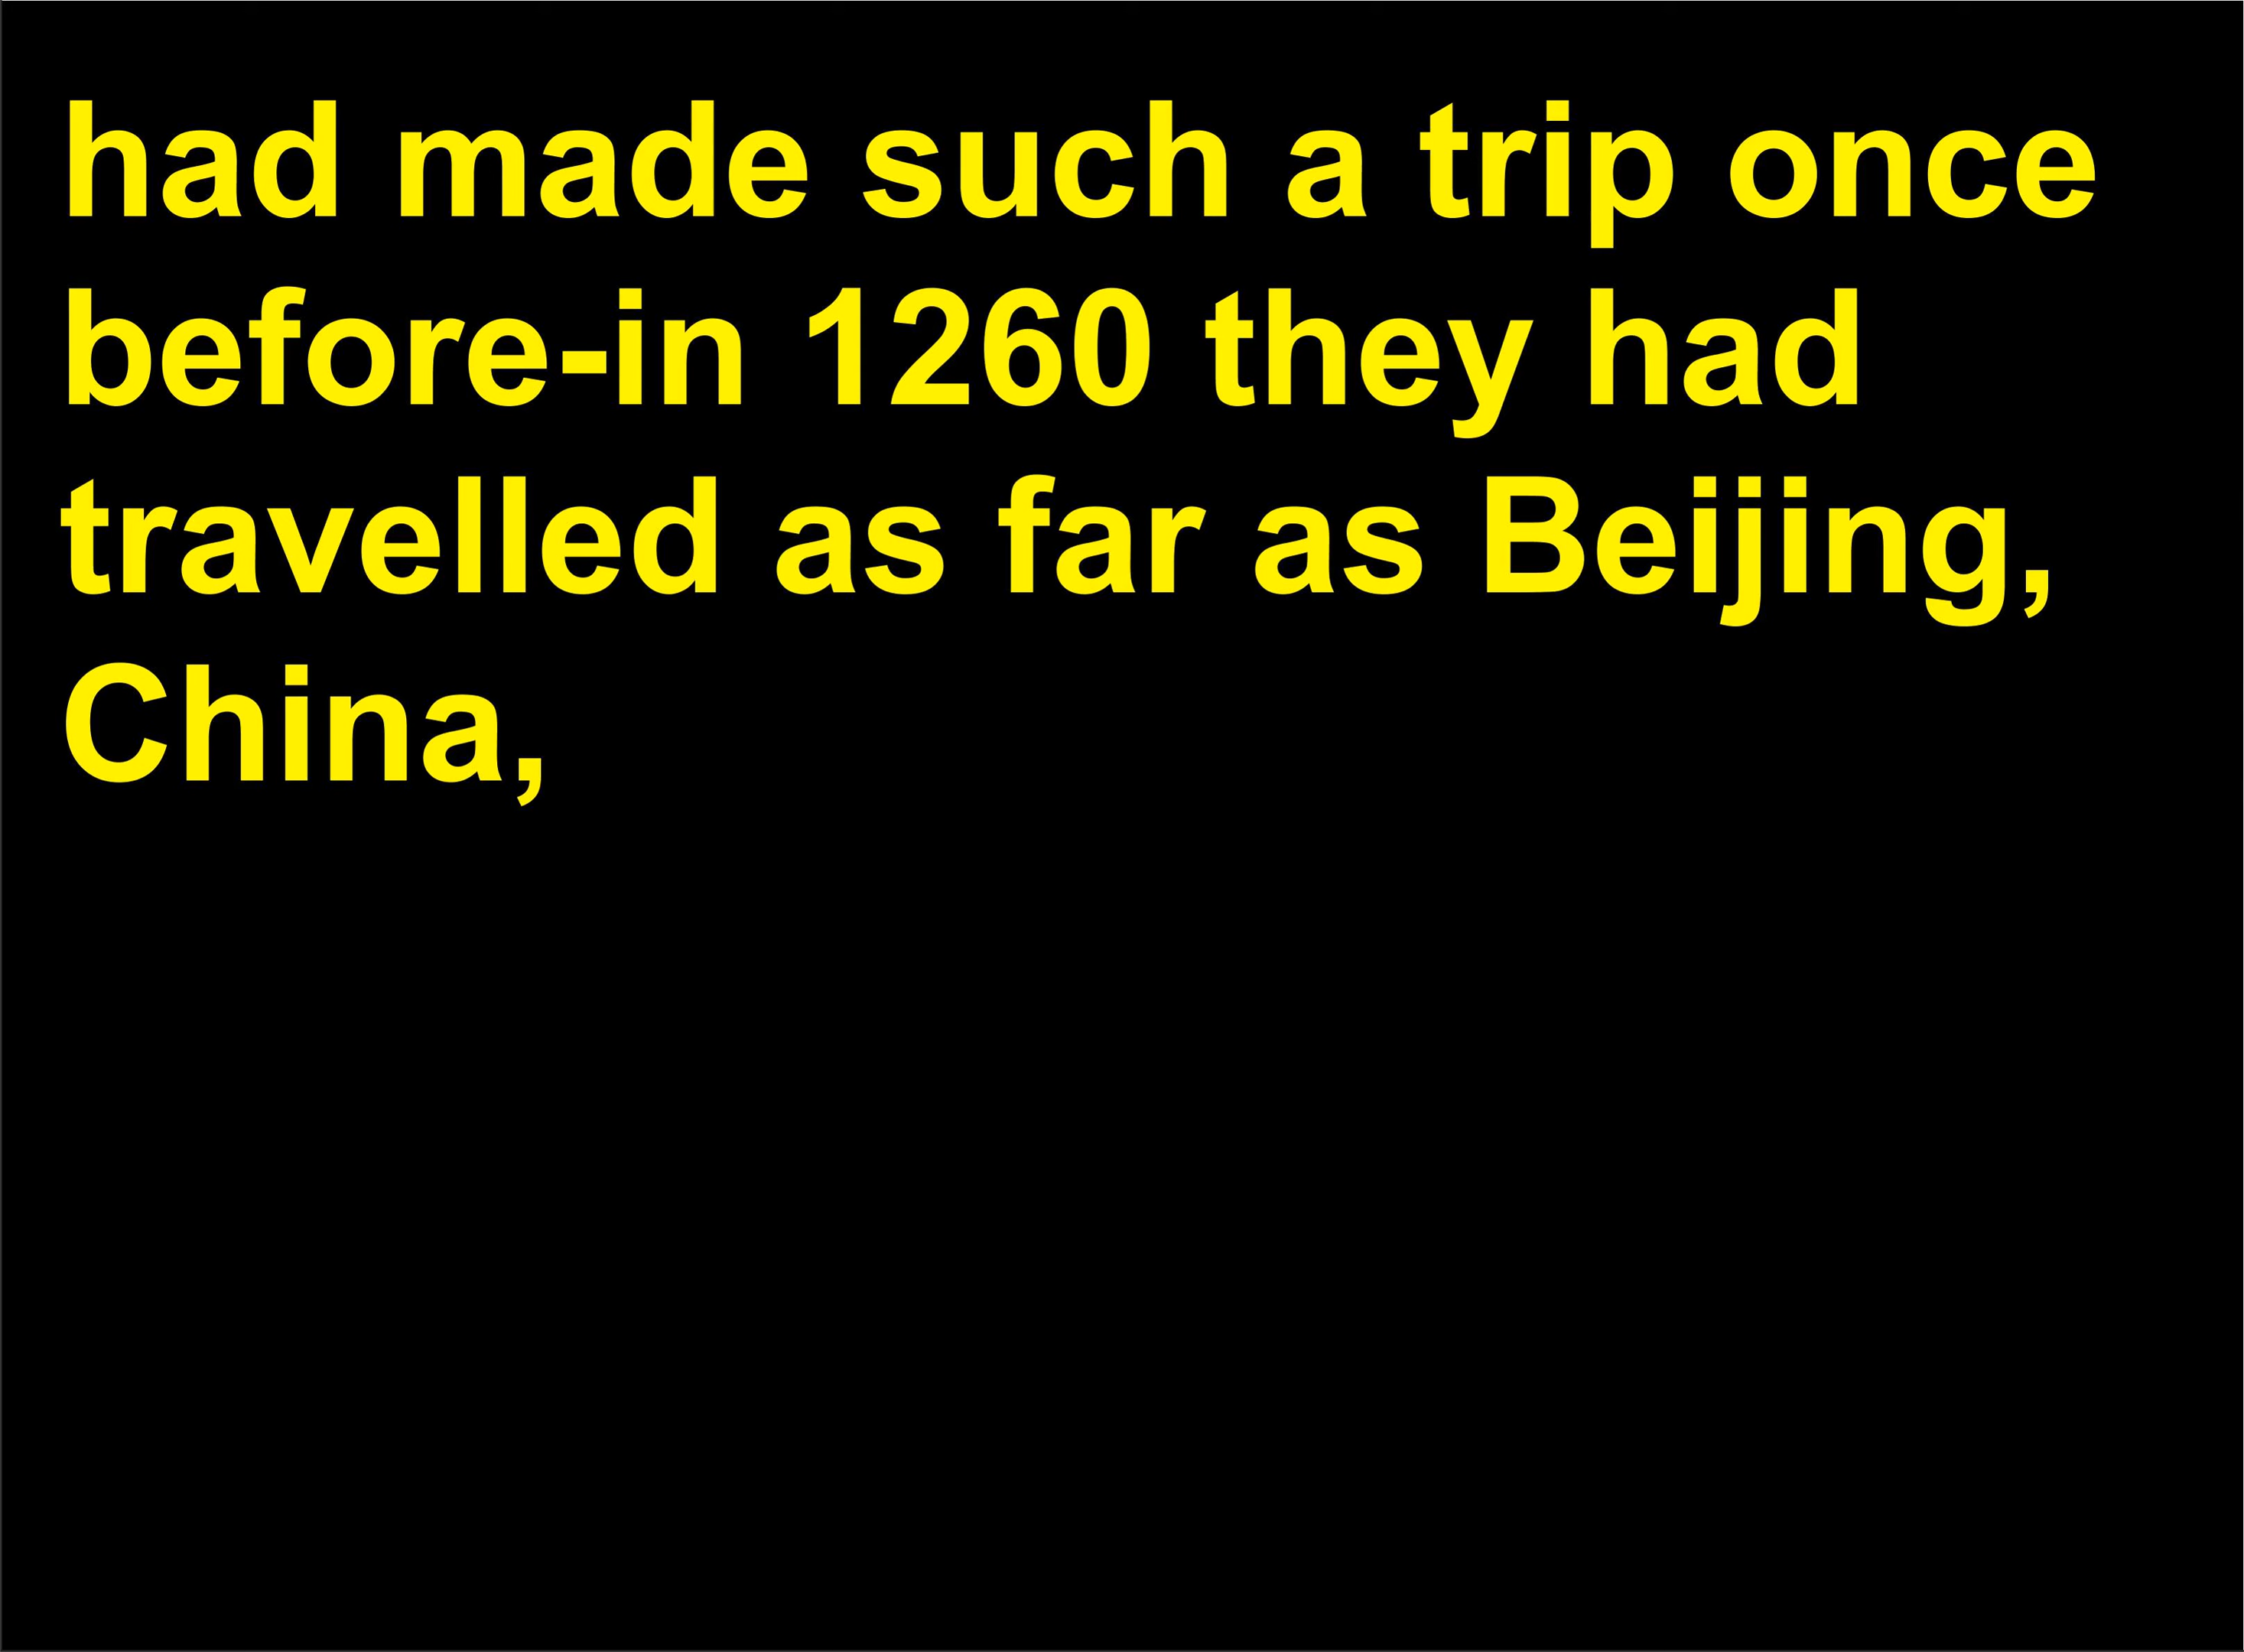 had made such a trip once
before-in 1260 they had
travelled as far as Beijing,
China,